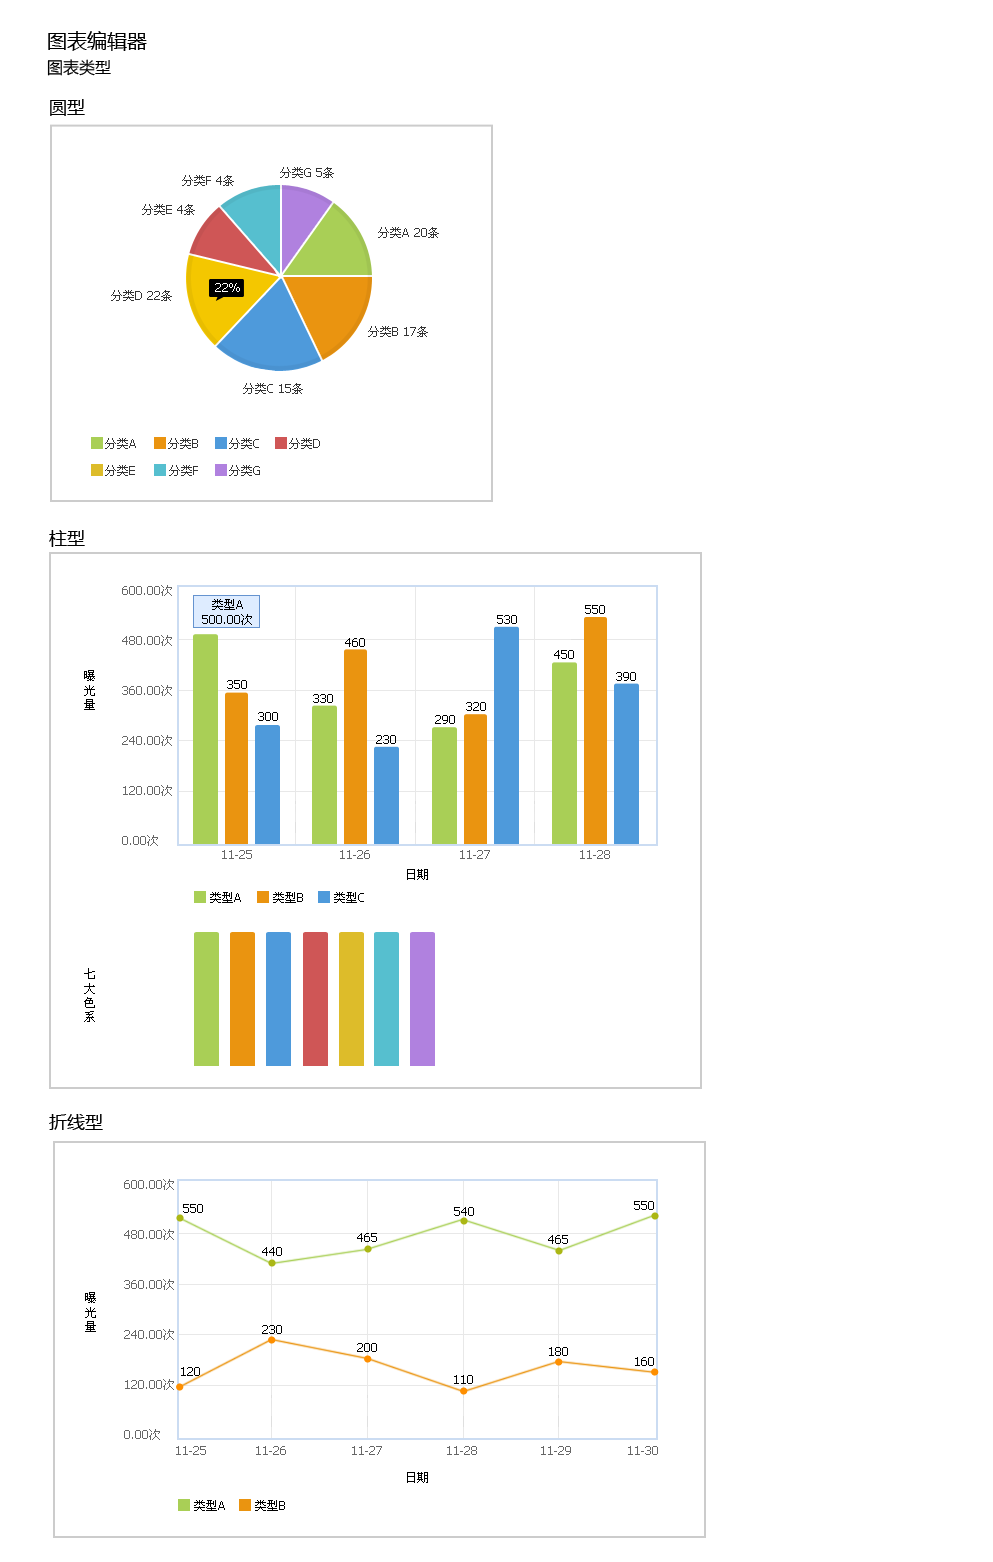 图表编辑器
图表类型
圆型
分类G 5条
分类F 4条
分类E 4条
分类A 20条
22%
分类D 22条
分类B 17条
分类C 15条
分类A 分类B 分类C 分类D
分类E 分类F 分类G
柱型
600.00次
480.00次
360.00次
240.00次
120.00次
0.00次
曝光量
类型A
500.00次
350
300
330
460
230
290
320
530
450
550
390
11-25 11-26 11-27 11-28
日期
类型A 类型B 类型C
七大色系
折线型
600.00次
480.00次
360.00次
240.00次
120.00次
0.00次
曝光量
550 440 465 540 465 550
120 230 200 110 180 160
11-25 11-26 11-27 11-28 11-29 11-30
日期
类型A 类型B